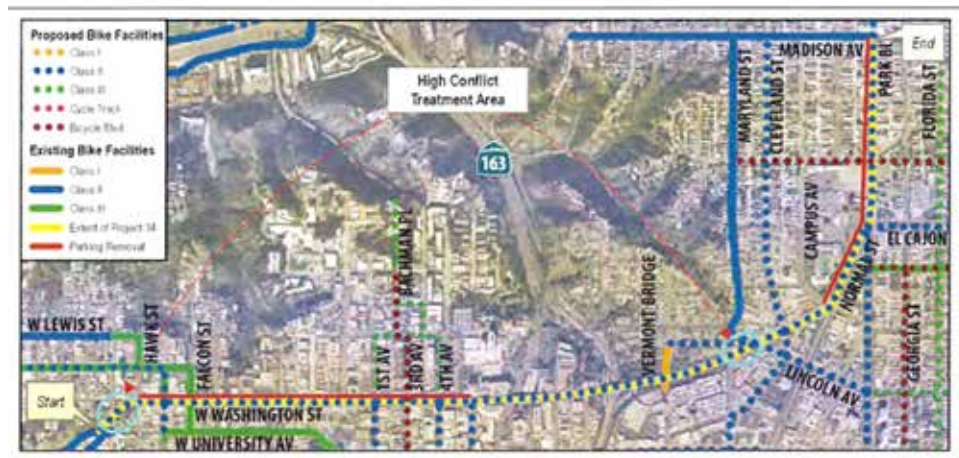 Proposed Bike Facilities
Class I
Class II
Class III
Cycle Track
Bicycle Blvd
Existing Bike Facilities
Class I
Class II
Class III
Extent of Project 14
Parking Removal
High Conflict
Treatment Area
163
End
MADISON AV
PARK BL
MARYLAND ST
CLEVELAND ST
FLORIDA ST
CAMPUS AV
EL CAJON
NORMAL ST
BACHMAN PL
VERMONT BRIDGE
GEORGIA ST
LINCOLN AV
W LEWIS ST
HAWK ST
FALCON ST
1ST AV
3RD AV
4TH AV
Start
W WASHINGTON ST
W UNIVERSITY AV